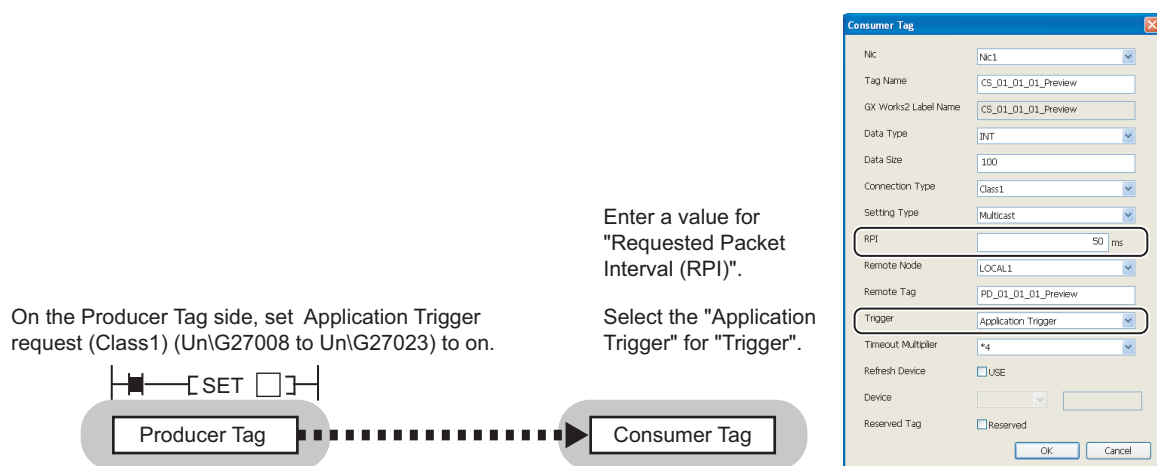 On the Producer Tag side, set  Application Trigger
request (Class1) (Un\G27008 to Un\G27023) to on.
SET
Producer Tag
Consumer Tag
Enter a value for
"Requested Packet
Interval (RPI)".
Select the "Application
Trigger" for "Trigger".
Consumer Tag
Nic Nic1
Tag Name CS_01_01_01_Preview
GX Works2 Label Name CS_01_01_01_Preview
Data Type INT
Data Size 100
Connection Type Class1
Setting Type Multicast
RPI 50 ms
Remote Node LOCAL1
Remote Tag PD_01_01_01_Preview
Trigger Application Trigger
Timeout Multiplier *4
Refresh Device USE
Device
Reserved Tag Reserved
OK Cancel